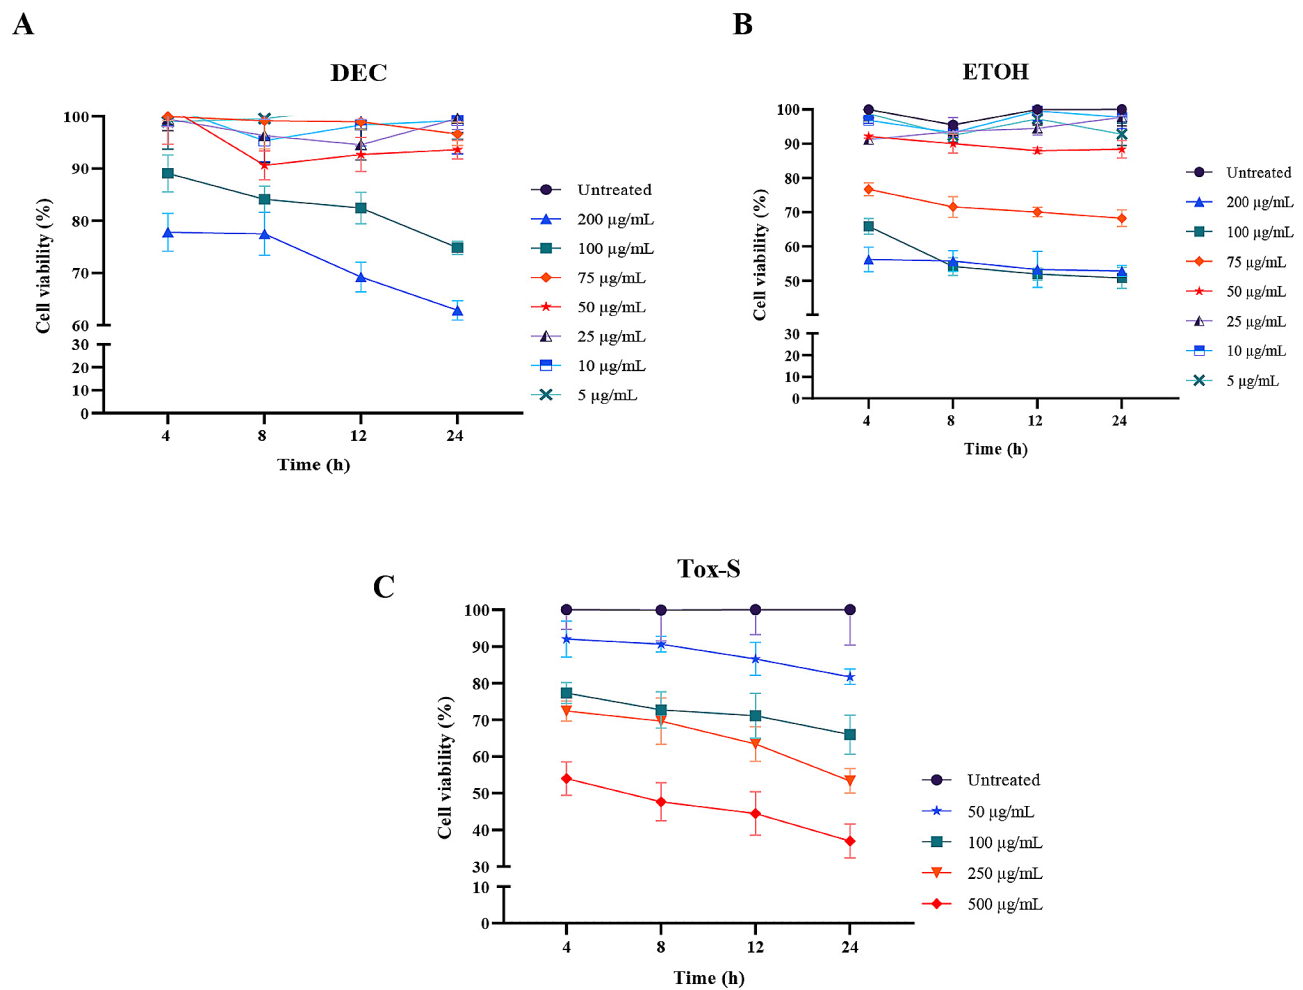 A
DEC
Cell viability (%)
100
90
80
70
60
30
20
10
0
4 8 12 24
Time (h)
Untreated
200 µg/mL
100 µg/mL
75 µg/mL
50 µg/mL
25 µg/mL
10 µg/mL
5 µg/mL
B
ETOH
Cell viability (%)
100
90
80
70
60
50
30
20
10
0
4 8 12 24
Time (h)
Untreated
200 µg/mL
100 µg/mL
75 µg/mL
50 µg/mL
25 µg/mL
10 µg/mL
5 µg/mL
C
Tox-S
Cell viability (%)
100
90
80
70
60
50
40
30
10
0
4 8 12 24
Time (h)
Untreated
50 µg/mL
100 µg/mL
250 µg/mL
500 µg/mL